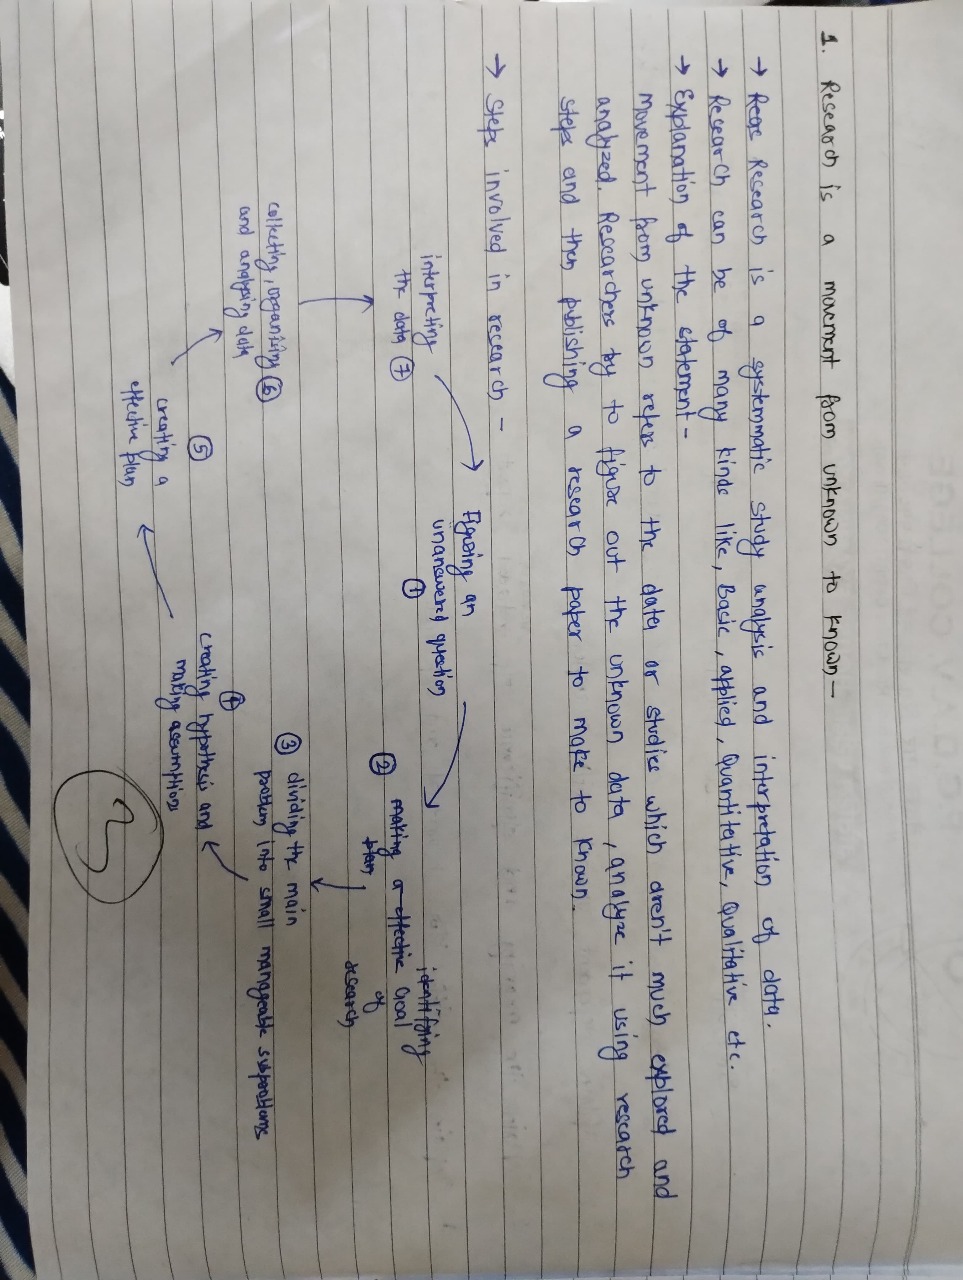 1. Research is a movement from unknown to known —
→ Research is a systemmatic study analysis and interpretation of data.
→ Research can be of many kinds like, Basic, applied, Quantitative, Qualitative etc.
→ Explanation of the statement -
movement from unknown refers to the data or studies which aren't much explored and
analyzed. Researchers try to figure out the unknown data, analyze it using research
steps and then publishing a research paper to make to known.
→ Steps involved in research -
Figuring an
unanswered question
①
identifying
② making a effective Goal
plan of
research
③ dividing the main
problem into small manageable subproblems
④
creating hypothesis and
making assumptions
⑤
creating a
effective plan
collecting, organizing ⑥
and analysing data
interpreting
the data ⑦
3